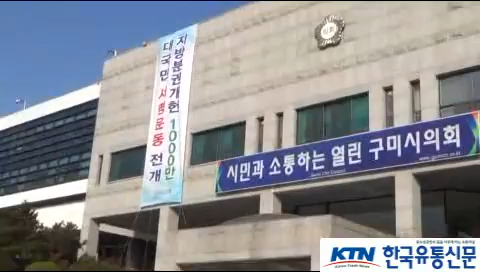 지방분권개헌 1000만
대국민 서명운동 전개
시민과 소통하는 열린 구미시의회
KTN 한국유통신문